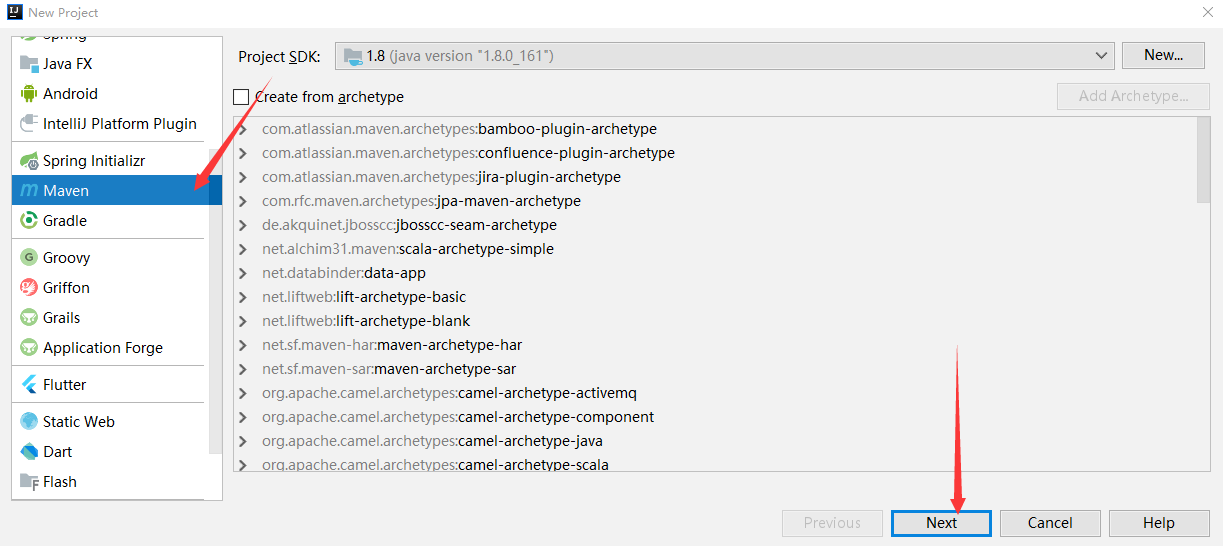 New Project
Spring
Java FX
Android
IntelliJ Platform Plugin
Spring Initializr
Maven
Gradle
Groovy
Griffon
Grails
Application Forge
Flutter
Static Web
Dart
Flash
Project SDK: 1.8 (java version "1.8.0_161") New...
Create from archetype Add Archetype...
com.atlassian.maven.archetypes:bamboo-plugin-archetype
com.atlassian.maven.archetypes:confluence-plugin-archetype
com.atlassian.maven.archetypes:jira-plugin-archetype
com.rfc.maven.archetypes:jpa-maven-archetype
de.akquinet.jbosscc:jbosscc-seam-archetype
net.alchim31.maven:scala-archetype-simple
net.databinder:data-app
net.liftweb:lift-archetype-basic
net.liftweb:lift-archetype-blank
net.sf.maven-har:maven-archetype-har
net.sf.maven-sar:maven-archetype-sar
org.apache.camel.archetypes:camel-archetype-activemq
org.apache.camel.archetypes:camel-archetype-component
org.apache.camel.archetypes:camel-archetype-java
org.apache.camel.archetypes:camel-archetype-scala
Previous Next Cancel Help